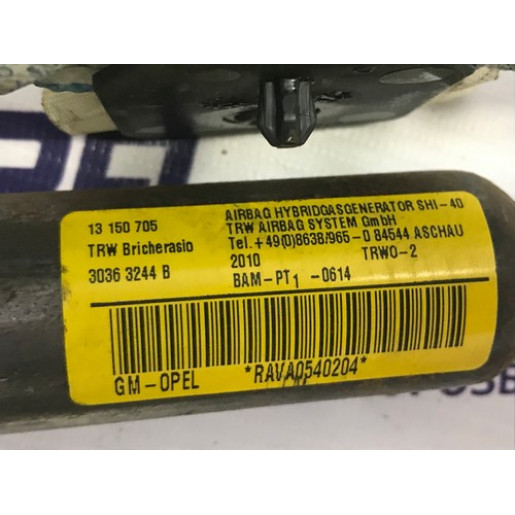 13 150 705
TRW Bricherasio
3036 3244 B
AIRBAG HYBRIDGASGENERATOR SHI-40
TRW AIRBAG SYSTEM GmbH
Tel.+49(0)8638/965-0 84544 ASCHAU
2010 TRWO-2
BAM-PT1 -0614
GM-OPEL *RAVA0540204*